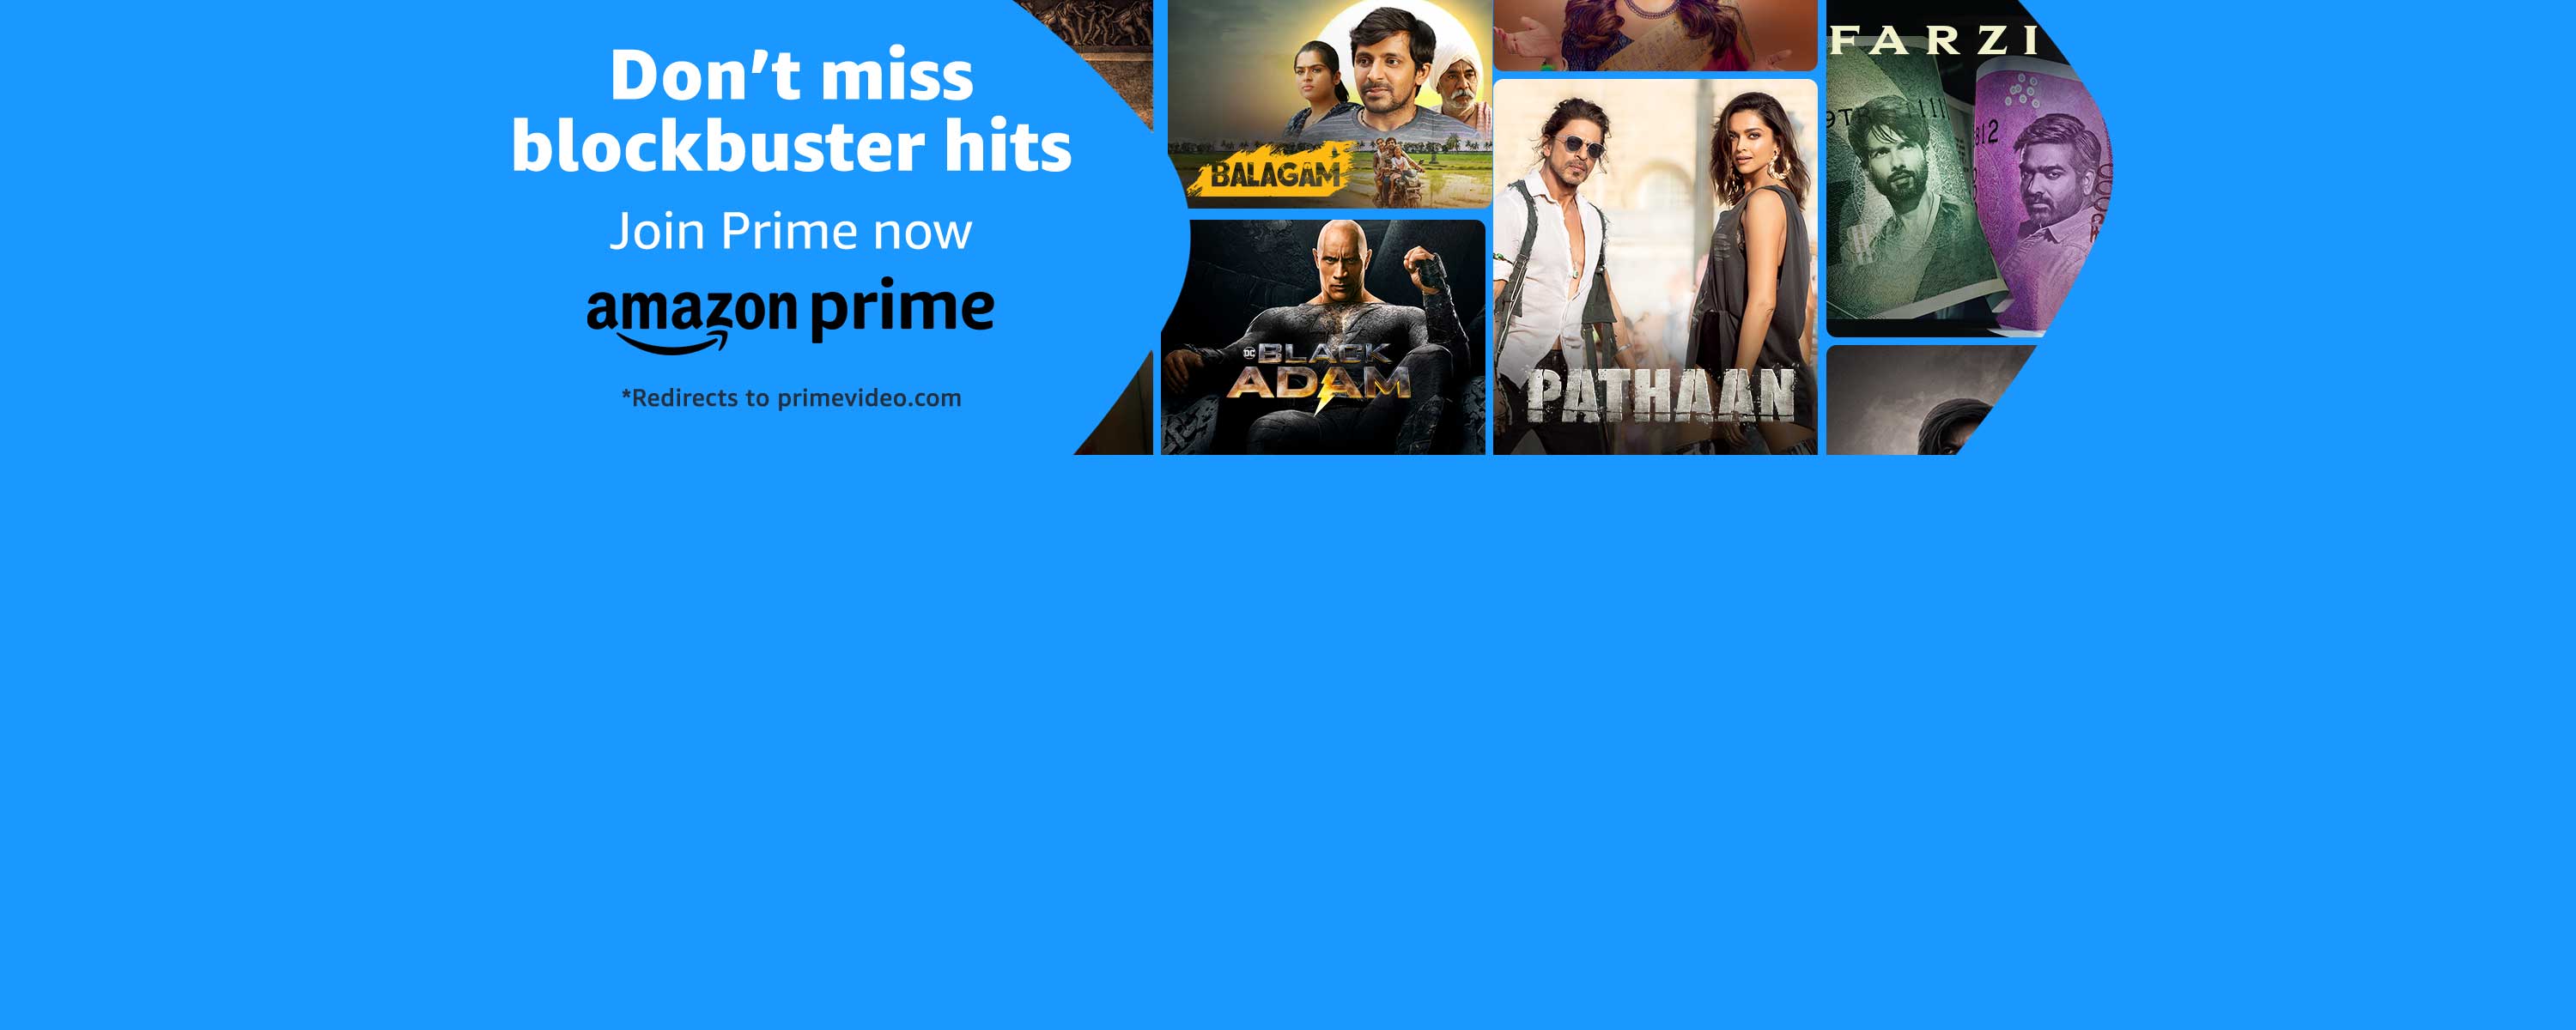 Don’t miss
blockbuster hits
Join Prime now
amazon prime
*Redirects to primevideo.com
BALAGAM
DC BLACK
ADAM
PATHAAN
FARZI